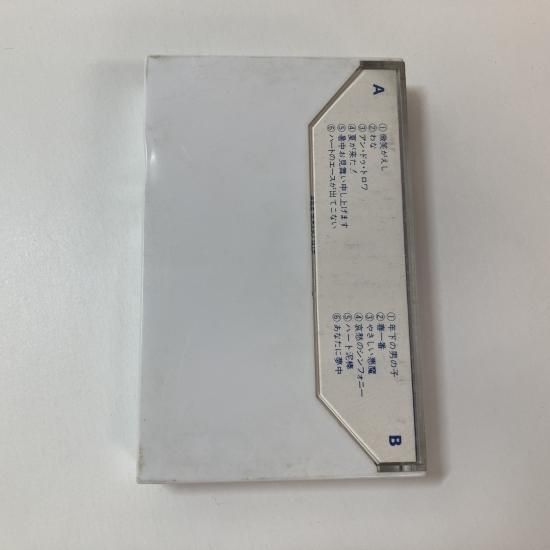 A
①微笑がえし
②わな
③アン・ドゥ・トロワ
④夏が来た!
⑤暑中お見舞い申し上げます
⑥ハートのエースが出てこない
B
①年下の男の子
②春一番
③やさしい悪魔
④哀愁のシンフォニー
⑤ハート泥棒
⑥あなたに夢中